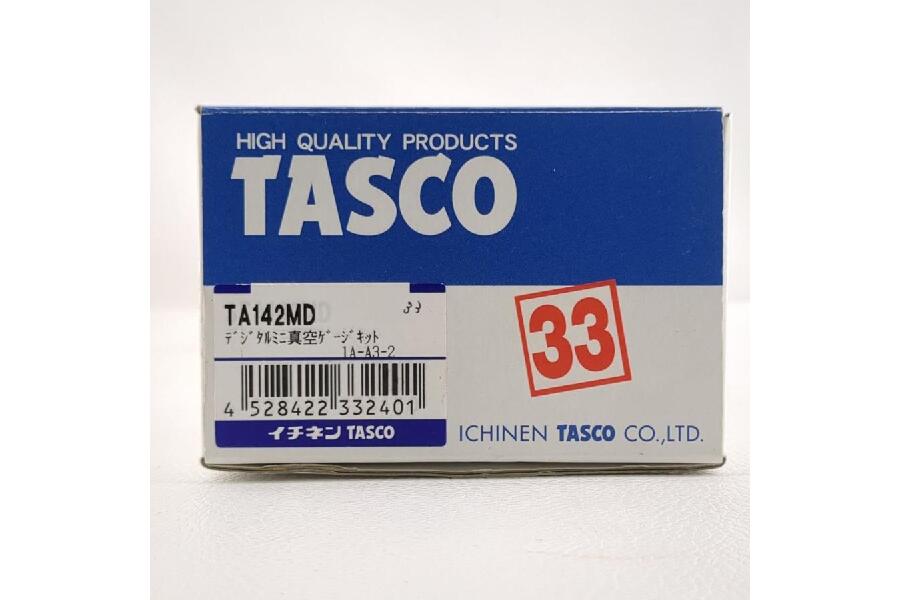 HIGH QUALITY PRODUCTS
TASCO
TA142MD
33
ﾃﾞｼﾞﾀﾙﾐﾆ真空ｹﾞｰｼﾞｷｯﾄ
1A-A3-2
4 528422 332401
イチネン TASCO
33
ICHINEN TASCO CO.,LTD.